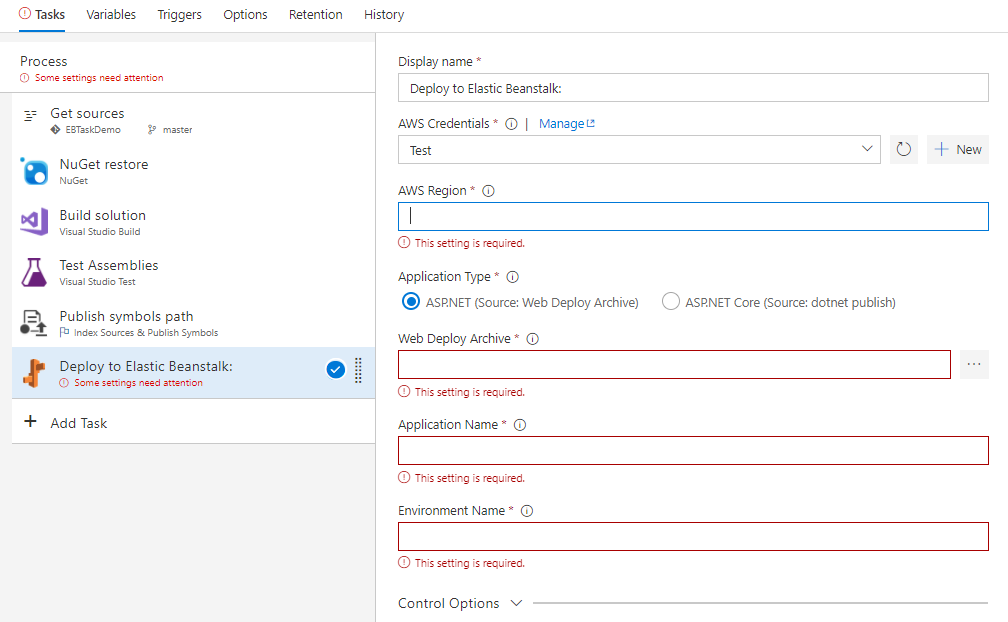 Tasks Variables Triggers Options Retention History
Process
Some settings need attention
Get sources
EBTaskDemo master
NuGet restore
NuGet
Build solution
Visual Studio Build
Test Assemblies
Visual Studio Test
Publish symbols path
Index Sources & Publish Symbols
Deploy to Elastic Beanstalk:
Some settings need attention
Add Task
Display name *
Deploy to Elastic Beanstalk:
AWS Credentials * | Manage
Test
New
AWS Region *
This setting is required.
Application Type *
ASP.NET (Source: Web Deploy Archive) ASP.NET Core (Source: dotnet publish)
Web Deploy Archive *
...
This setting is required.
Application Name *
This setting is required.
Environment Name *
This setting is required.
Control Options